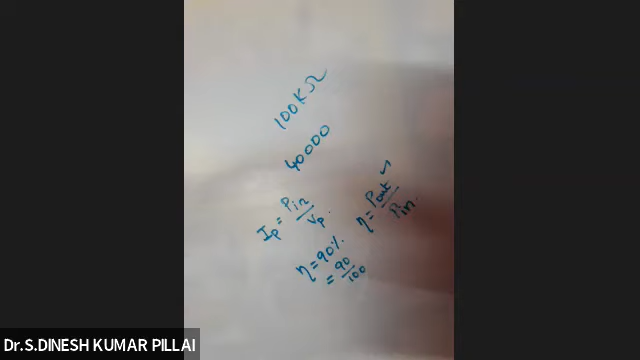 100KΩ
40000
Ip = Pin/Vp.
η = Pout/Pin.
η = 90%
= 90/100
Dr.S.DINESH KUMAR PILLAI